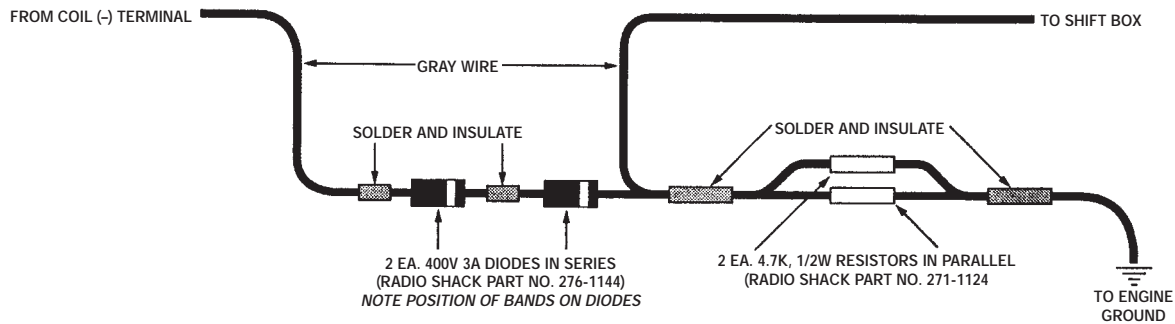 FROM COIL (–) TERMINAL
TO SHIFT BOX
GRAY WIRE
SOLDER AND INSULATE
SOLDER AND INSULATE
2 EA. 400V 3A DIODES IN SERIES
(RADIO SHACK PART NO. 276-1144)
NOTE POSITION OF BANDS ON DIODES
2 EA. 4.7K, 1/2W RESISTORS IN PARALLEL
(RADIO SHACK PART NO. 271-1124
TO ENGINE
GROUND